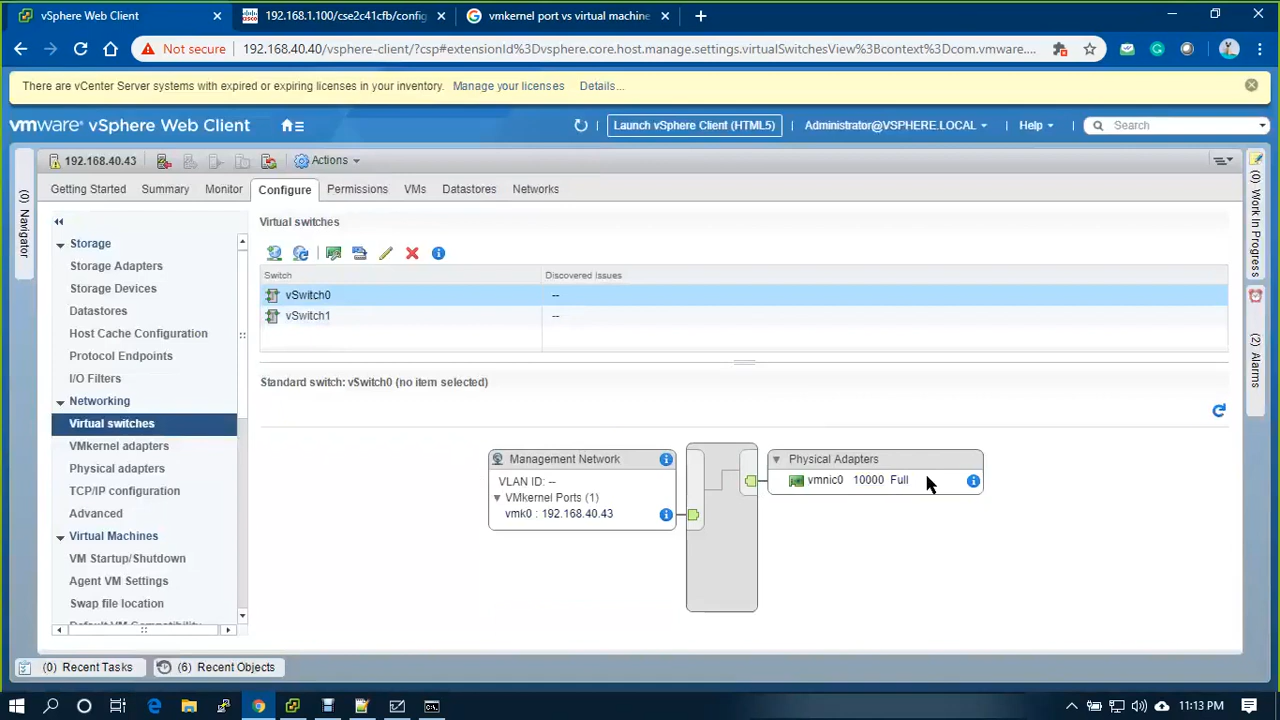 vSphere Web Client
192.168.1.100/cse2c41cfb/config
vmkernel port vs virtual machine
Not secure
192.168.40.40/vsphere-client/?csp#extensionId%3Dvsphere.core.host.manage.settings.virtualSwitchesView%3Bcontext%3Dcom.vmware...
There are vCenter Server systems with expired or expiring licenses in your inventory.
Manage your licenses
Details...
vmware vSphere Web Client
Launch vSphere Client (HTML5)
Administrator@VSPHERE.LOCAL
Help
Search
192.168.40.43
Actions
(0) Navigator
Getting Started
Summary
Monitor
Configure
Permissions
VMs
Datastores
Networks
Storage
Storage Adapters
Storage Devices
Datastores
Host Cache Configuration
Protocol Endpoints
I/O Filters
Networking
Virtual switches
VMkernel adapters
Physical adapters
TCP/IP configuration
Advanced
Virtual Machines
VM Startup/Shutdown
Agent VM Settings
Swap file location
Default VM Compatibility
Virtual switches
Switch
Discovered Issues
vSwitch0
--
vSwitch1
--
Standard switch: vSwitch0 (no item selected)
Management Network
VLAN ID: --
VMkernel Ports (1)
vmk0 : 192.168.40.43
Physical Adapters
vmnic0 10000 Full
(0) Work In Progress
(2) Alarms
(0) Recent Tasks
(6) Recent Objects
11:13 PM